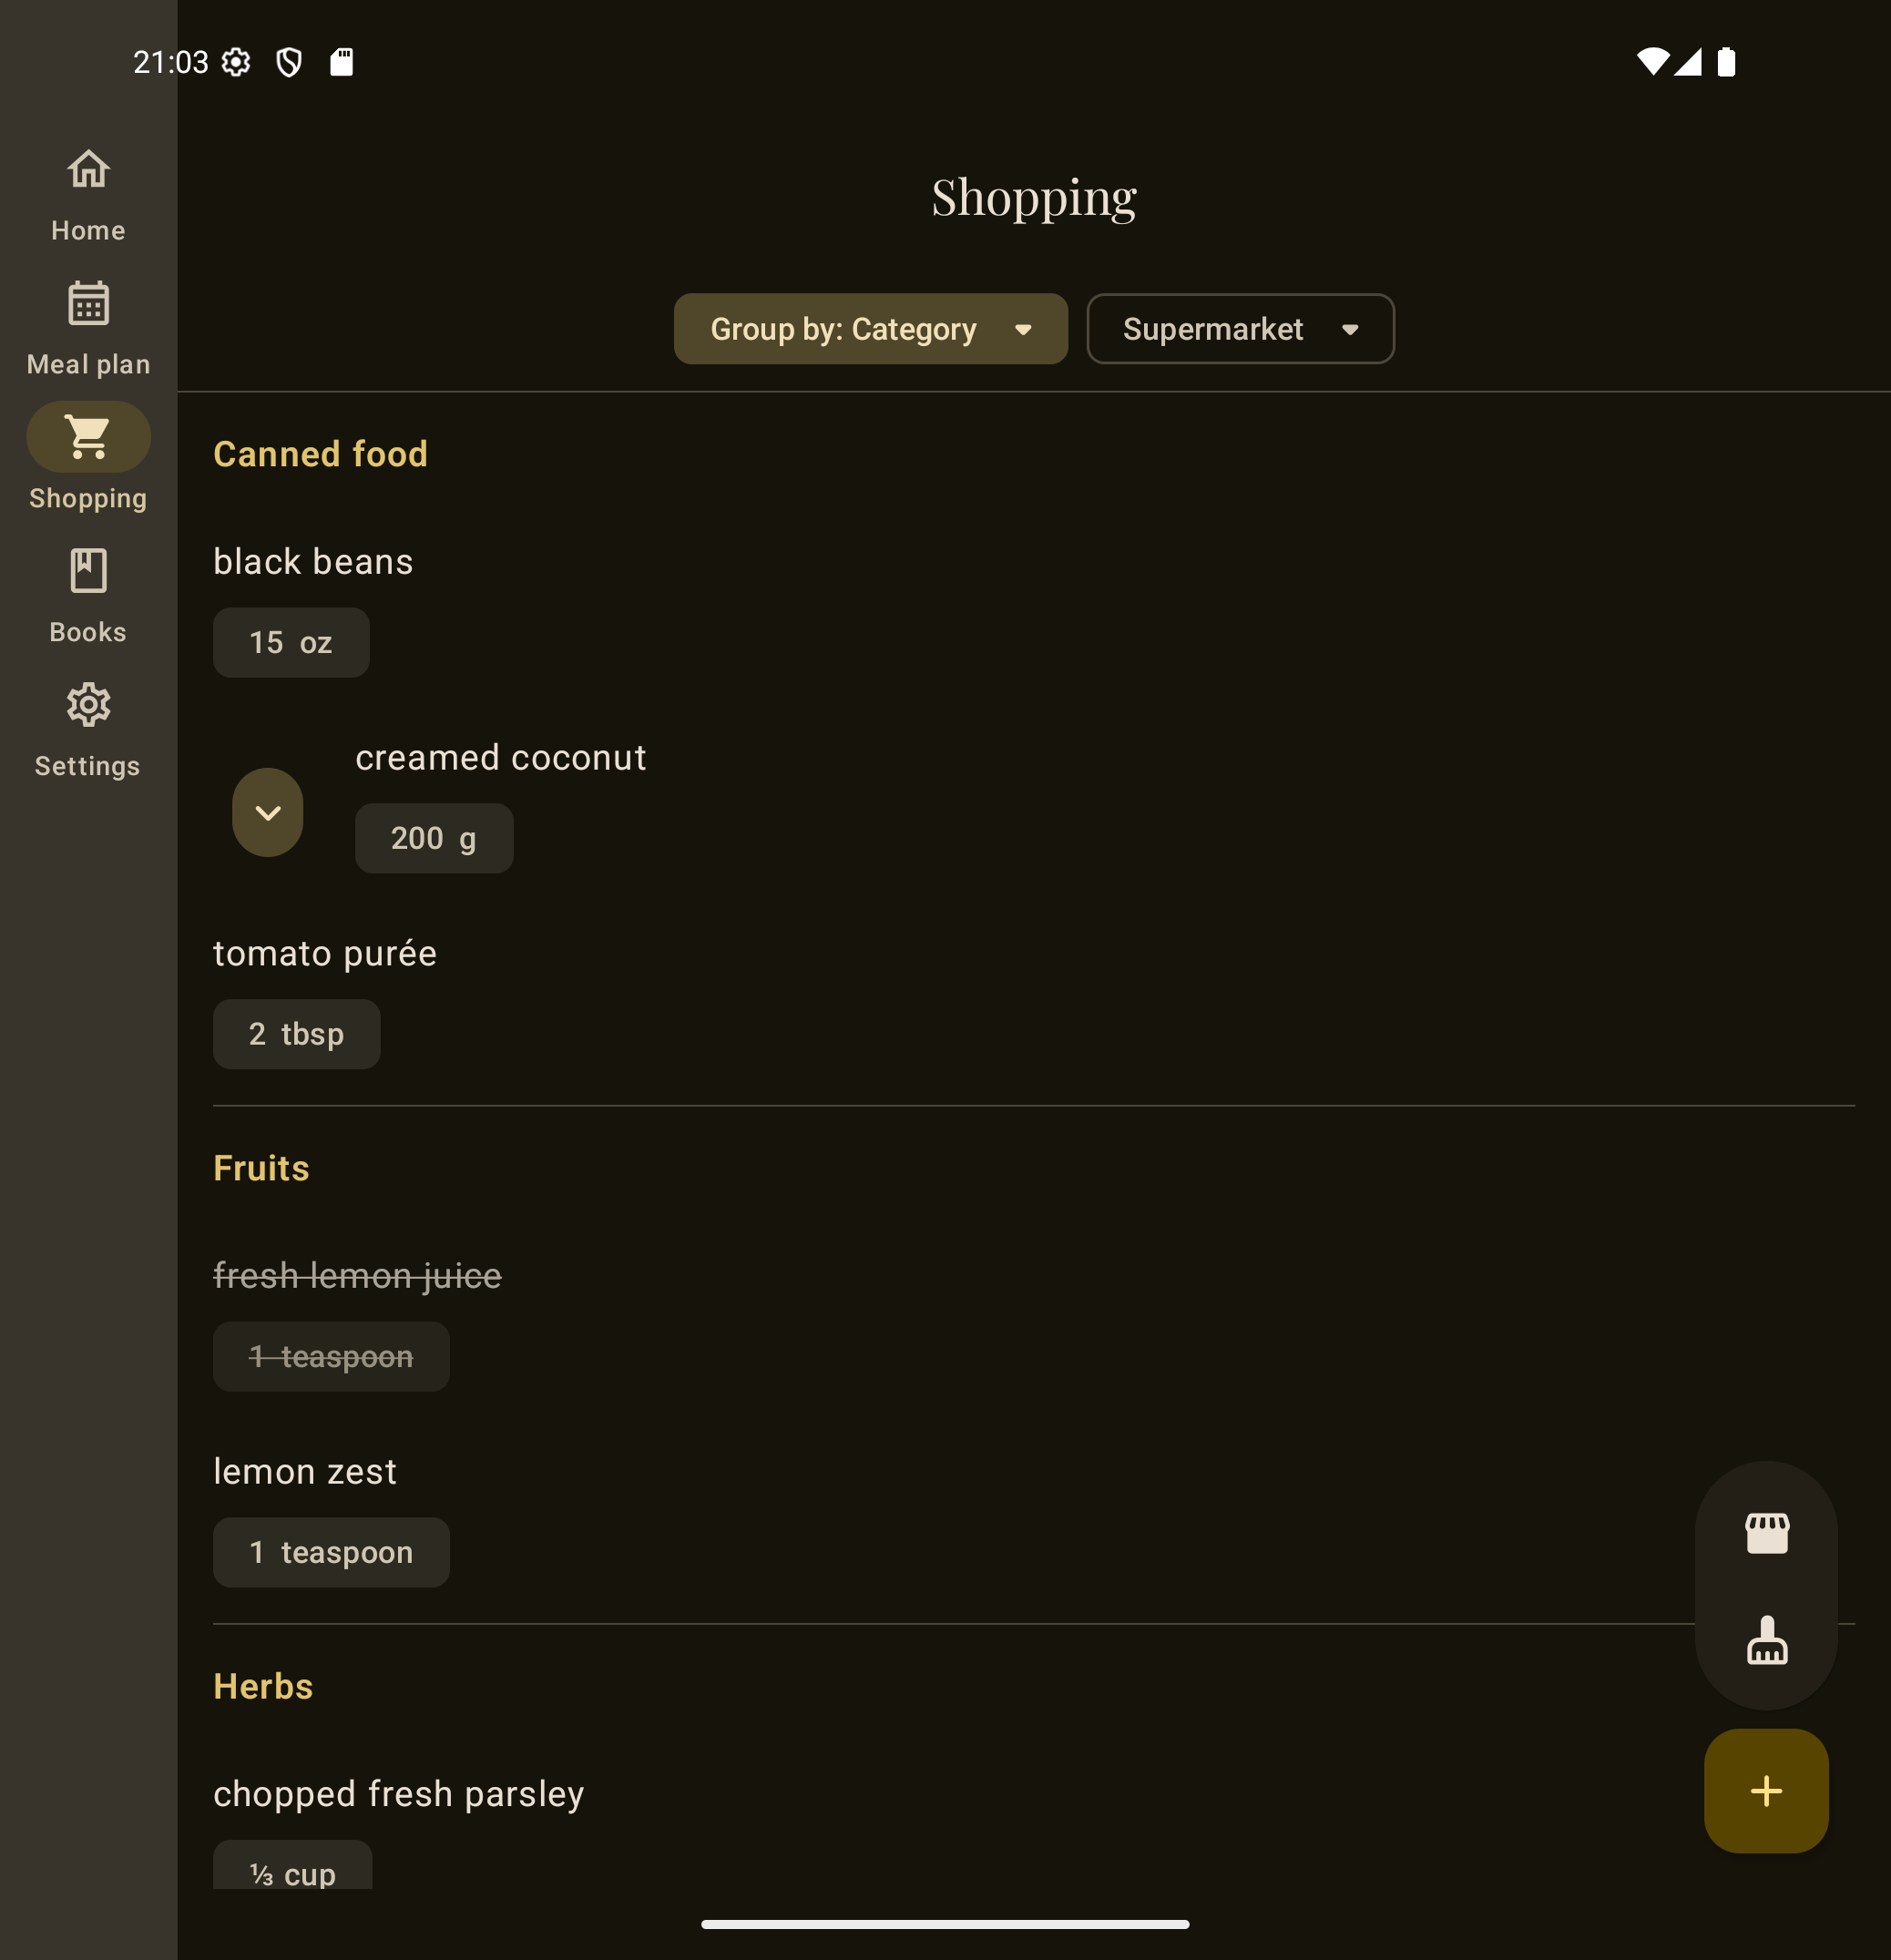 21:03
Home
Meal plan
Shopping
Books
Settings
Shopping
Group by: Category
Supermarket
Canned food
black beans
15 oz
creamed coconut
200 g
tomato purée
2 tbsp
Fruits
fresh lemon juice
1 teaspoon
lemon zest
1 teaspoon
Herbs
chopped fresh parsley
⅓ cup